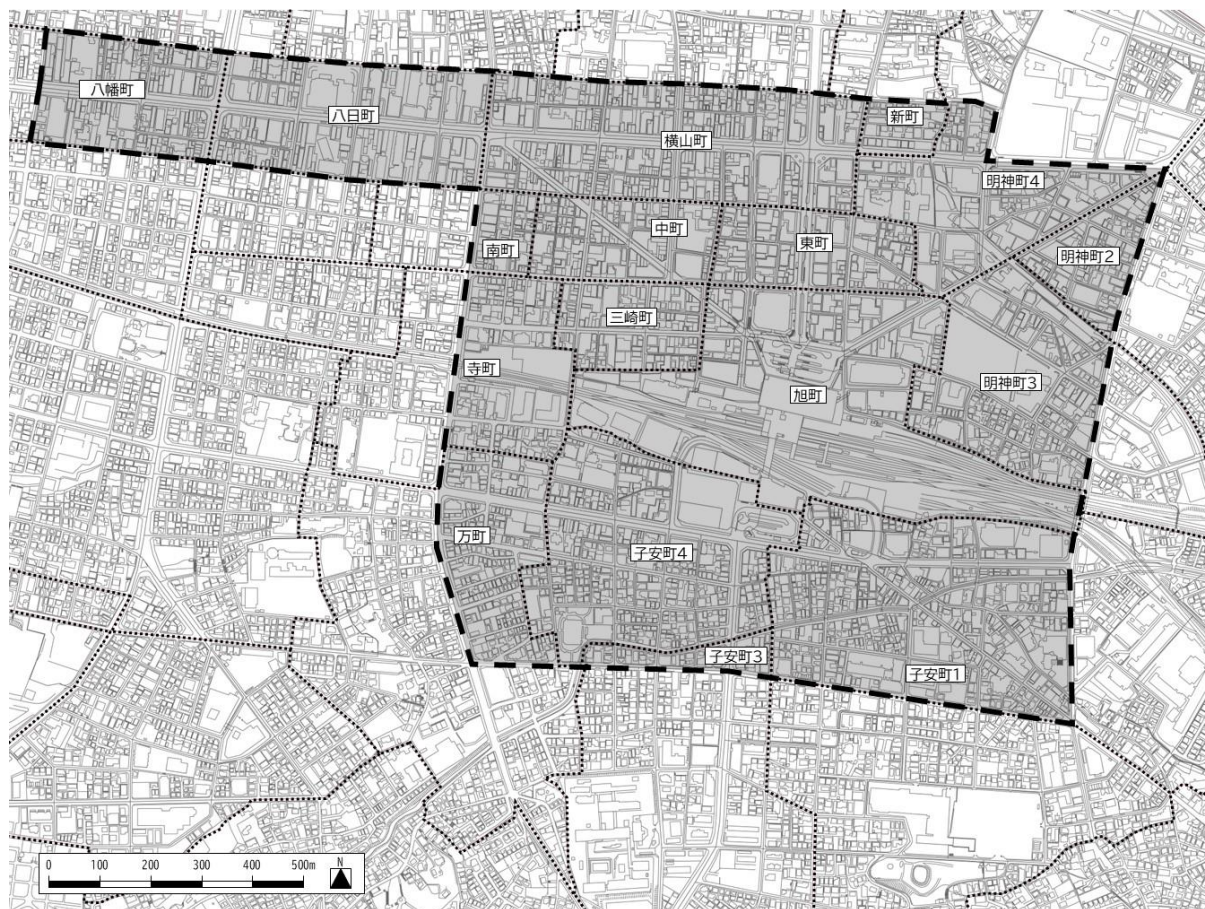 八幡町
八日町
横山町
新町
明神町4
南町
中町
東町
明神町2
三崎町
寺町
旭町
明神町3
万町
子安町4
子安町3
子安町1
0 100 200 300 400 500m
N